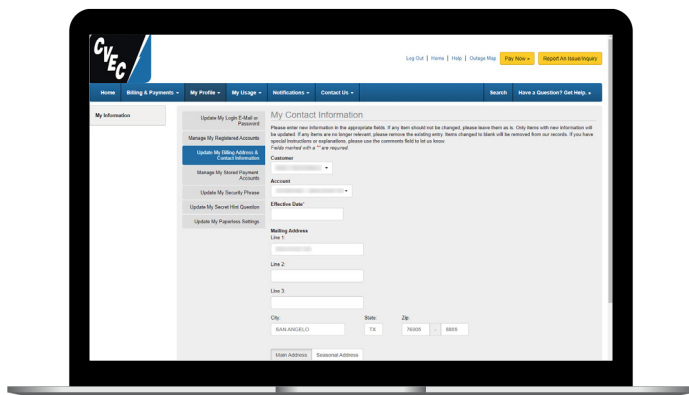 CVEC
Log Out | Home | Help | Outage Map
Pay Now
Report An Issue/Inquiry
Home
Billing & Payments
My Profile
My Usage
Notifications
Contact Us
Search
Have a Question? Get Help.
My Information
Update My Login E-Mail or
Password
Manage My Registered Accounts
Update My Billing Address &
Contact Information
Manage My Stored Payment
Accounts
Update My Security Phrase
Update My Secret Hint Question
Update My Paperless Settings
My Contact Information
Please enter new information in the appropriate fields. If any item should not be changed, please leave them as is. Only items with new information will
be updated. If any items are no longer relevant, please remove the existing entry. Items changed to blank will be removed from our records. If you have
special instructions or explanations, please use the comments field to let us know.
Fields marked with a "*" are required.
Customer
Account
Effective Date*
Mailing Address
Line 1:
Line 2:
Line 3:
City:
State:
Zip:
SAN ANGELO
TX
-
Main Address
Seasonal Address